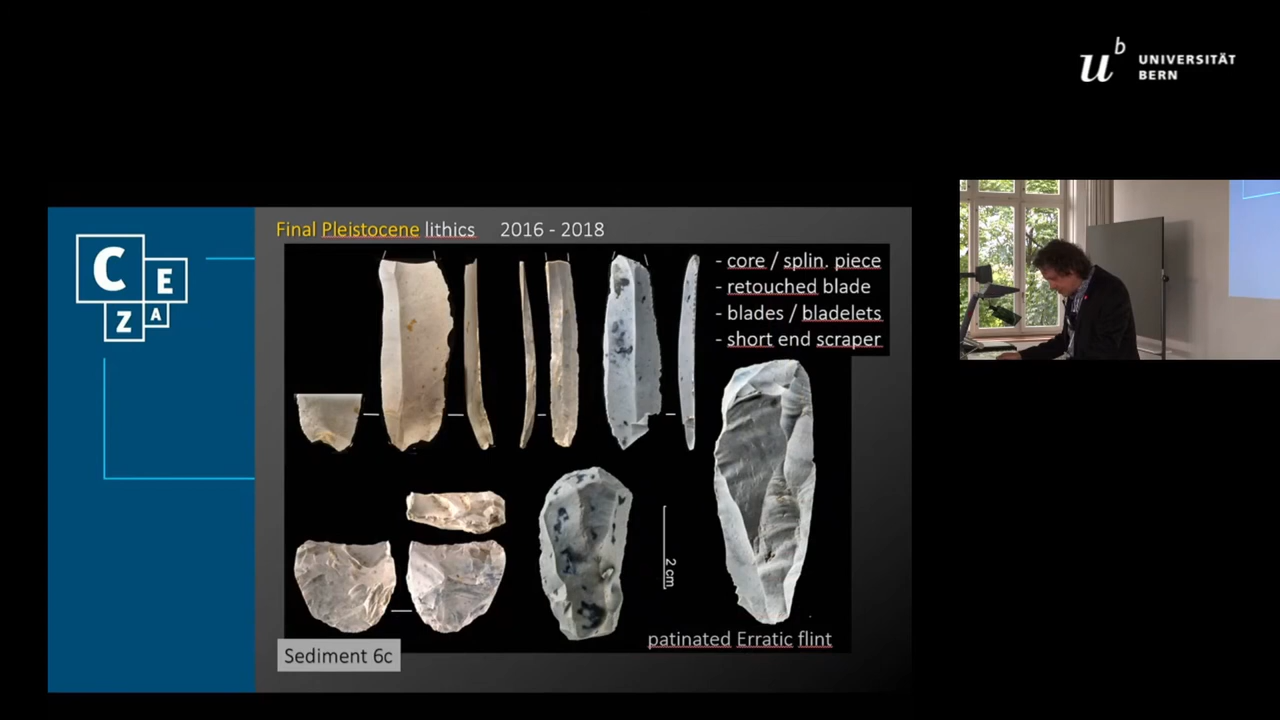 u
b
UNIVERSITÄT
BERN
C
E
Z
A
Final Pleistocene lithics 2016 - 2018
- core / splin. piece
- retouched blade
- blades / bladelets
- short end scraper
2 cm
patinated Erratic flint
Sediment 6c